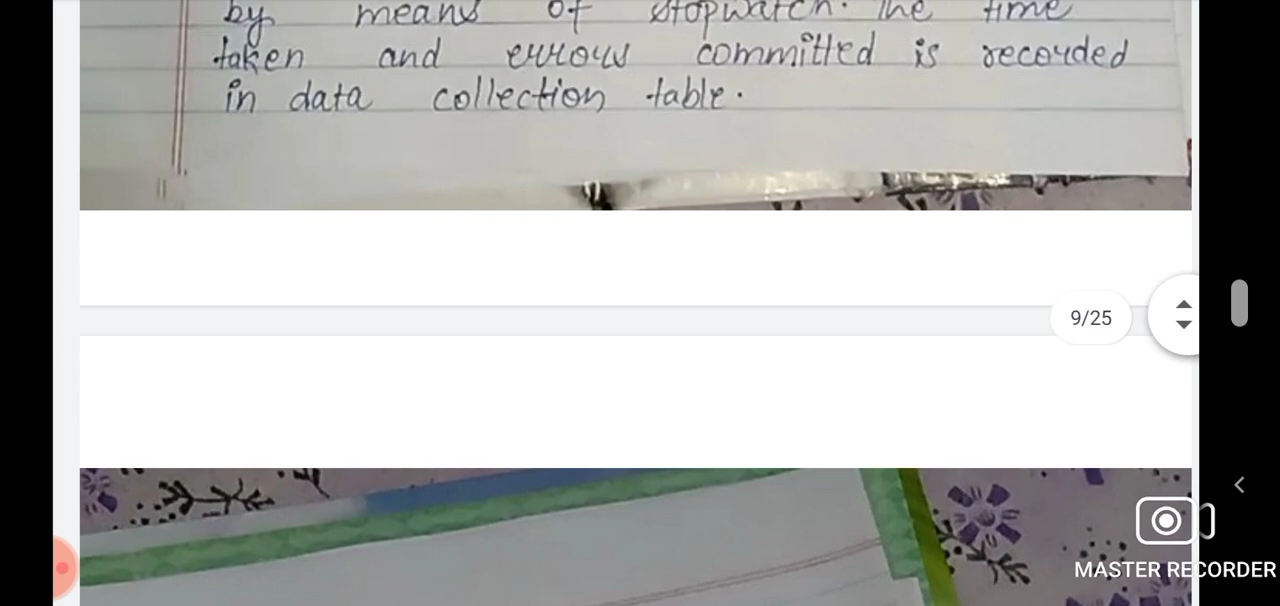 by means of stopwatch. The time
taken and errors committed is recorded
in data collection table.
9/25
MASTER RECORDER